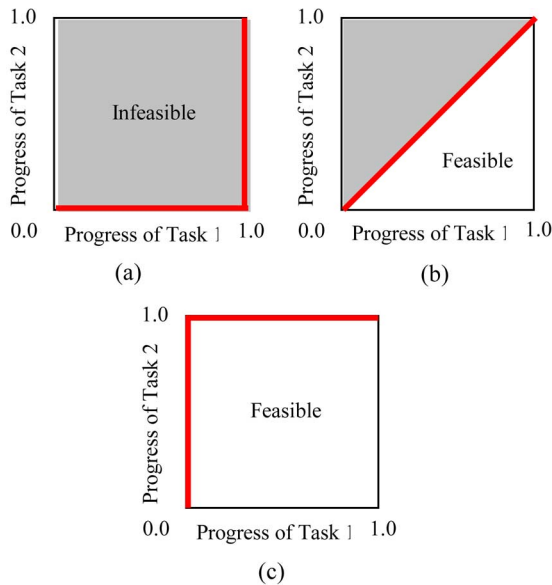 1.0
Progress of Task 2
Infeasible
0.0
Progress of Task 1
1.0
(a)
1.0
Progress of Task 2
Feasible
0.0
Progress of Task 1
1.0
(b)
1.0
Progress of Task 2
Feasible
0.0
Progress of Task 1
1.0
(c)